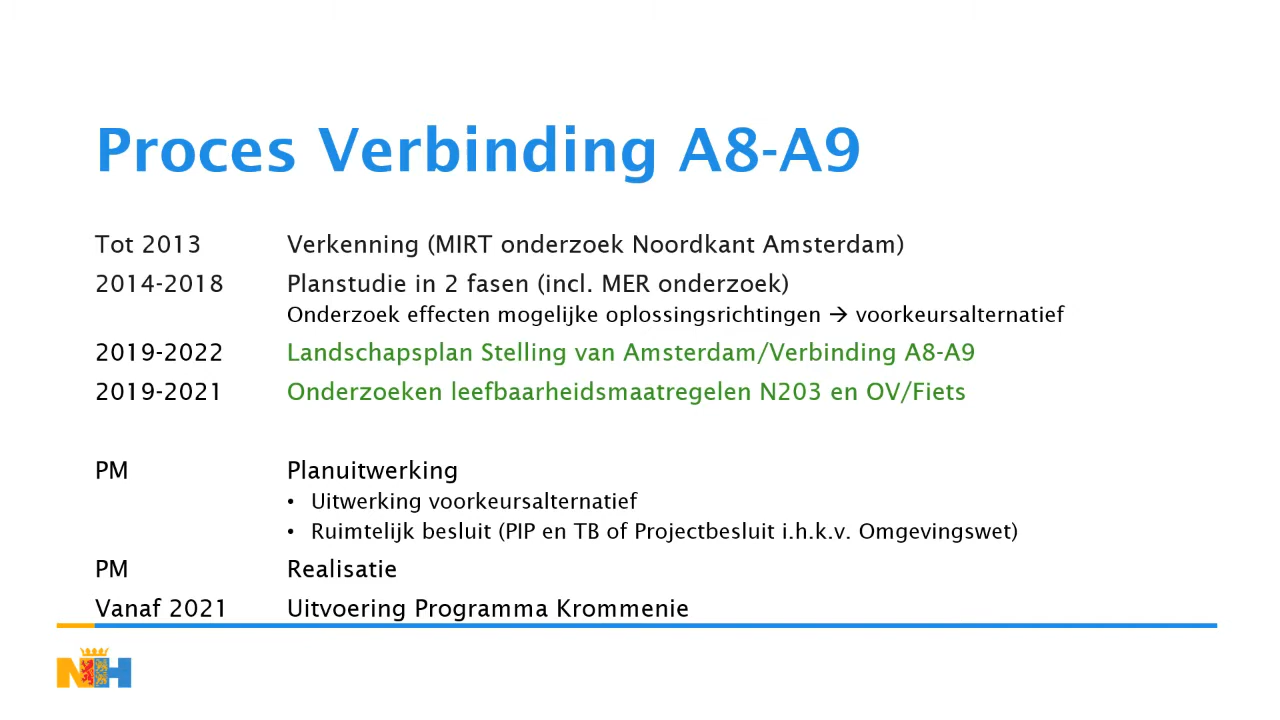 Proces Verbinding A8-A9
Tot 2013 Verkenning (MIRT onderzoek Noordkant Amsterdam)
2014-2018 Planstudie in 2 fasen (incl. MER onderzoek)
Onderzoek effecten mogelijke oplossingsrichtingen → voorkeursalternatief
2019-2022 Landschapsplan Stelling van Amsterdam/Verbinding A8-A9
2019-2021 Onderzoeken leefbaarheidsmaatregelen N203 en OV/Fiets
PM Planuitwerking
• Uitwerking voorkeursalternatief
• Ruimtelijk besluit (PIP en TB of Projectbesluit i.h.k.v. Omgevingswet)
PM Realisatie
Vanaf 2021 Uitvoering Programma Krommenie
NH